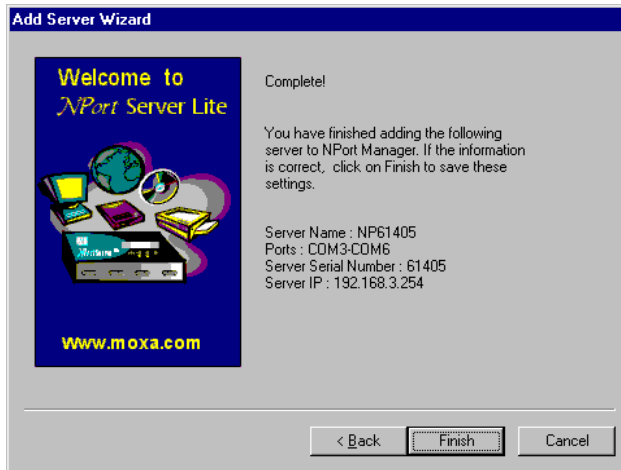 Add Server Wizard
Welcome to
NPort Server Lite
Www.moxa.com
Complete!
You have finished adding the following
server to NPort Manager. If the information
is correct, click on Finish to save these
settings.
Server Name : NP61405
Ports : COM3-COM6
Server Serial Number : 61405
Server IP : 192.168.3.254
< Back
Finish
Cancel